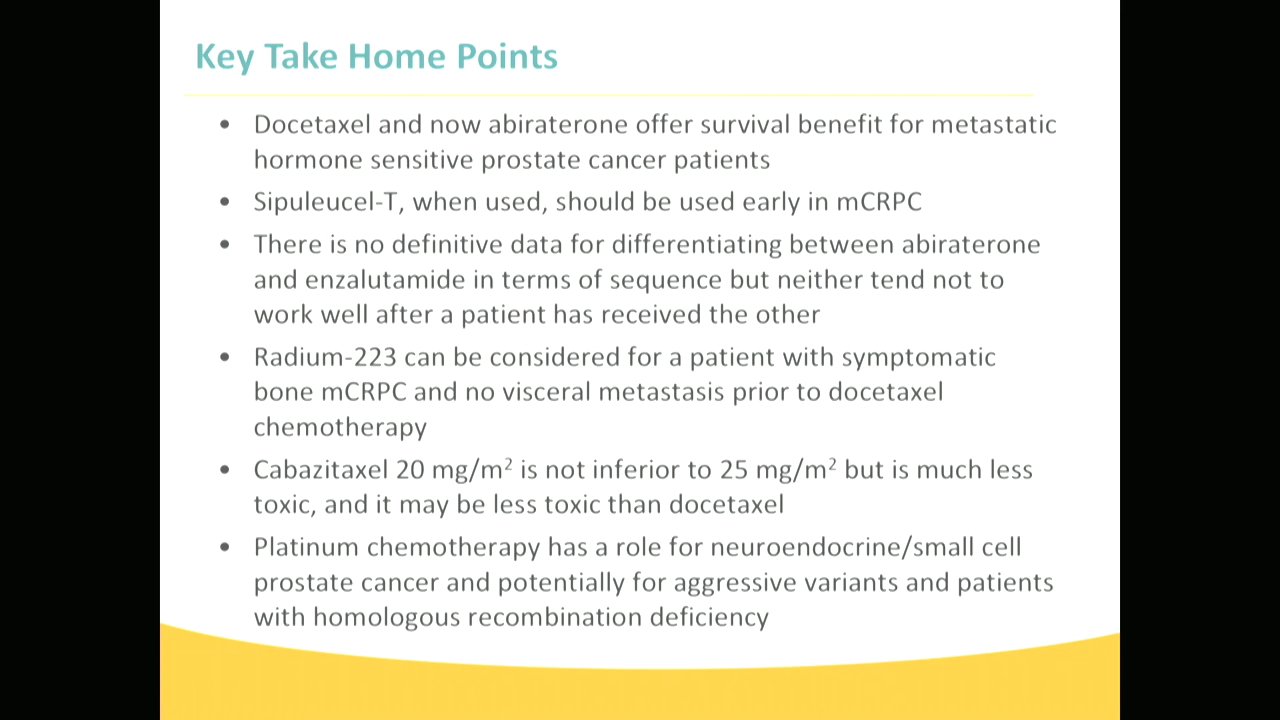 Key Take Home Points
• Docetaxel and now abiraterone offer survival benefit for metastatic
hormone sensitive prostate cancer patients
• Sipuleucel-T, when used, should be used early in mCRPC
• There is no definitive data for differentiating between abiraterone
and enzalutamide in terms of sequence but neither tend not to
work well after a patient has received the other
• Radium-223 can be considered for a patient with symptomatic
bone mCRPC and no visceral metastasis prior to docetaxel
chemotherapy
• Cabazitaxel 20 mg/m² is not inferior to 25 mg/m² but is much less
toxic, and it may be less toxic than docetaxel
• Platinum chemotherapy has a role for neuroendocrine/small cell
prostate cancer and potentially for aggressive variants and patients
with homologous recombination deficiency